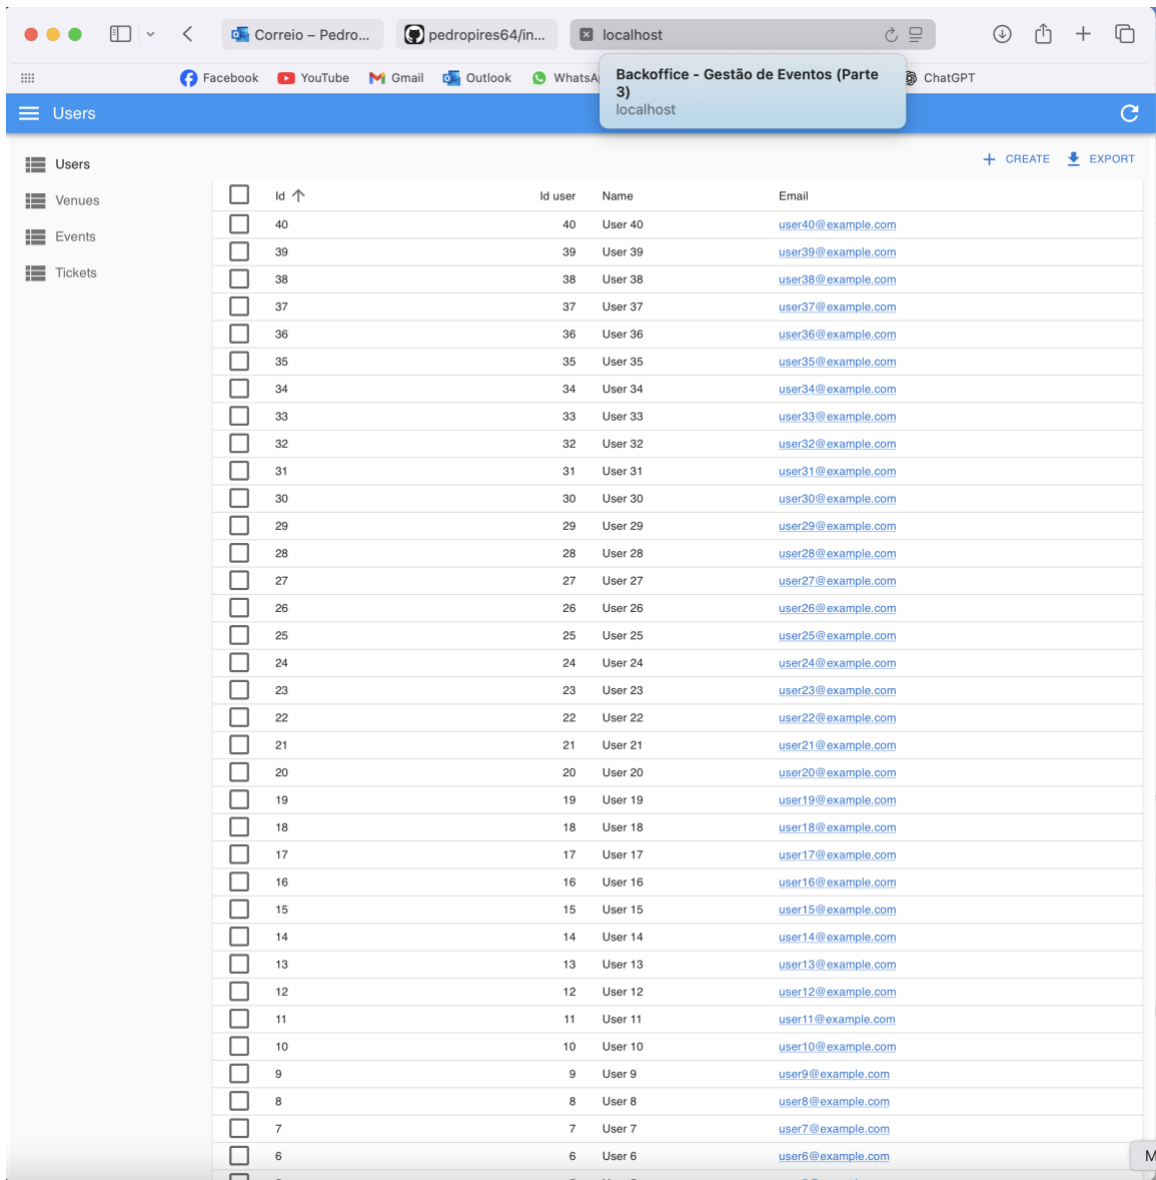 Correio – Pedro... pedropires64/in... localhost
Facebook YouTube Gmail Outlook WhatsA ChatGPT
Backoffice - Gestão de Eventos (Parte
3)
localhost
Users
CREATE EXPORT
Users
Venues
Events
Tickets
Id Id user Name Email
40 40 User 40 user40@example.com
39 39 User 39 user39@example.com
38 38 User 38 user38@example.com
37 37 User 37 user37@example.com
36 36 User 36 user36@example.com
35 35 User 35 user35@example.com
34 34 User 34 user34@example.com
33 33 User 33 user33@example.com
32 32 User 32 user32@example.com
31 31 User 31 user31@example.com
30 30 User 30 user30@example.com
29 29 User 29 user29@example.com
28 28 User 28 user28@example.com
27 27 User 27 user27@example.com
26 26 User 26 user26@example.com
25 25 User 25 user25@example.com
24 24 User 24 user24@example.com
23 23 User 23 user23@example.com
22 22 User 22 user22@example.com
21 21 User 21 user21@example.com
20 20 User 20 user20@example.com
19 19 User 19 user19@example.com
18 18 User 18 user18@example.com
17 17 User 17 user17@example.com
16 16 User 16 user16@example.com
15 15 User 15 user15@example.com
14 14 User 14 user14@example.com
13 13 User 13 user13@example.com
12 12 User 12 user12@example.com
11 11 User 11 user11@example.com
10 10 User 10 user10@example.com
9 9 User 9 user9@example.com
8 8 User 8 user8@example.com
7 7 User 7 user7@example.com
6 6 User 6 user6@example.com
M